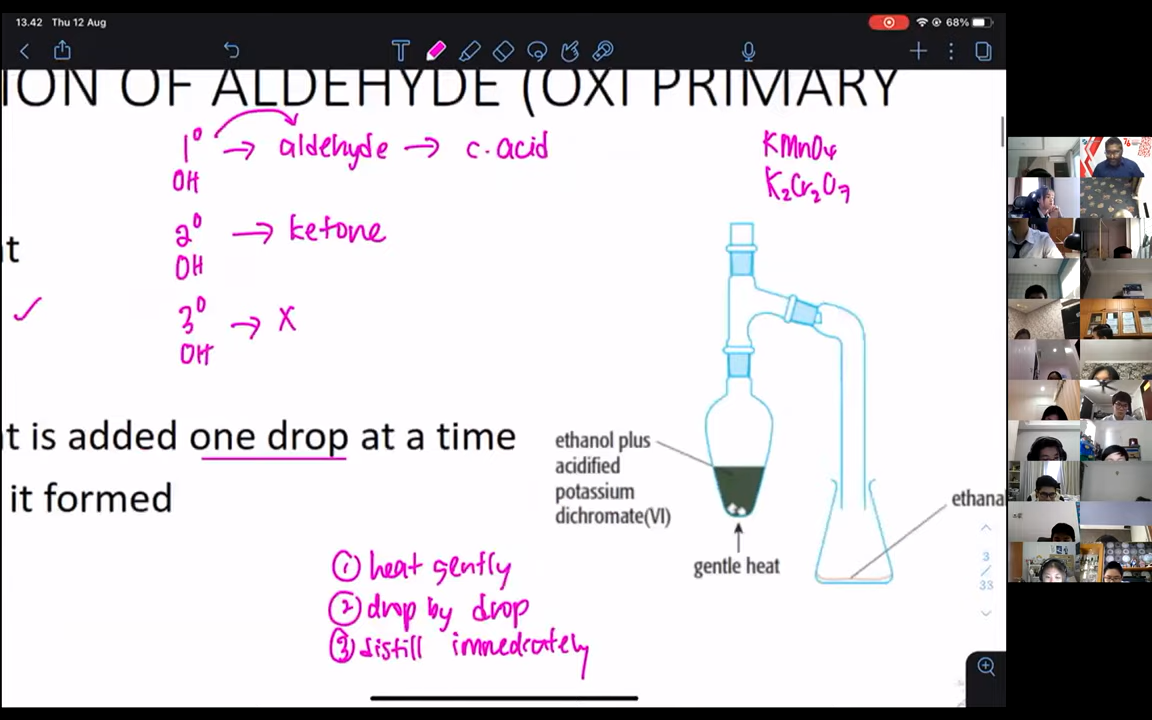 13.42 Thu 12 Aug
68%
ION OF ALDEHYDE (OXI PRIMARY
1° → aldehyde → c. acid
OH
KMnO4
K2Cr2O7
2° → ketone
OH
t
3° → X
OH
t is added one drop at a time
it formed
ethanol plus
acidified
potassium
dichromate(VI)
gentle heat
ethana
3
/
33
① heat gently
② drop by drop
③ distill immediately